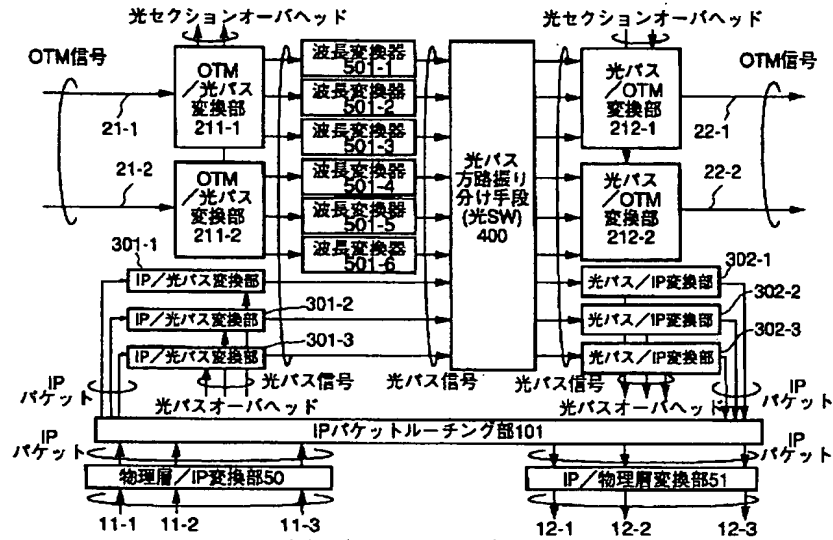 光セクションオーバヘッド
光セクションオーバヘッド
OTM信号
OTM信号
OTM
／光パス
変換部
211-1
波長変換器
501-1
波長変換器
501-2
波長変換器
501-3
波長変換器
501-4
波長変換器
501-5
波長変換器
501-6
光パス
方路振り
分け手段
(光SW)
400
光パス
／OTM
変換部
212-1
21-1
22-1
21-2
22-2
OTM
／光パス
変換部
211-2
光パス
／OTM
変換部
212-2
301-1
IP／光パス変換部
301-2
IP／光パス変換部
301-3
IP／光パス変換部
302-1
光パス／IP変換部
302-2
光パス／IP変換部
302-3
光パス／IP変換部
光パス信号
光パス信号
光パス信号
IP
パケット
光パスオーバヘッド
光パスオーバヘッド
IP
パケット
IPパケットルーチング部101
IP
パケット
IP
パケット
物理層／IP変換部50
IP／物理層変換部51
11-1
11-2
11-3
12-1
12-2
12-3